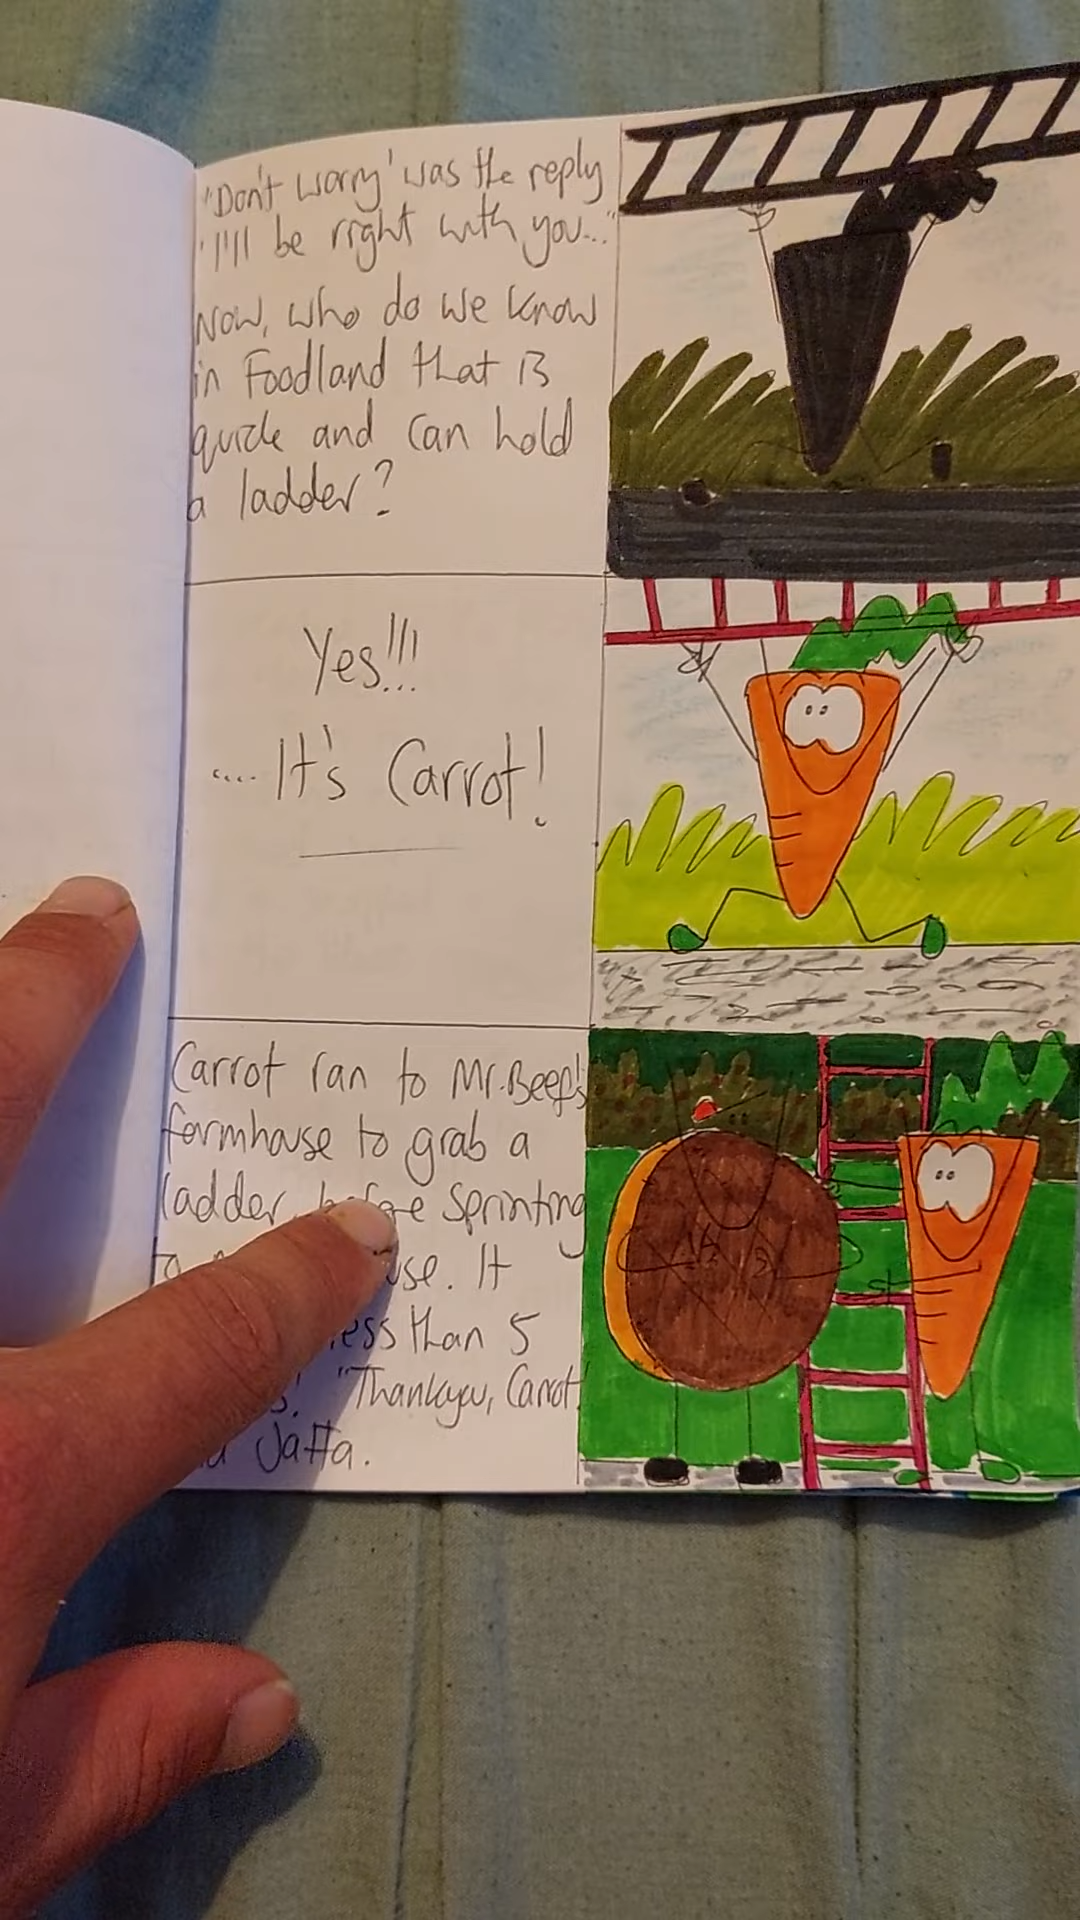 "Don't worry' was the reply
"I'll be right with you..."
Now, who do we know
in Foodland that is
quick and can hold
a ladder?
Yes!!!
.... It's Carrot!
Carrot ran to Mr. Beef's
farmhouse to grab a
ladder before sprinting
It
less than 5
"Thankyou, Carrot,
Jaffa.